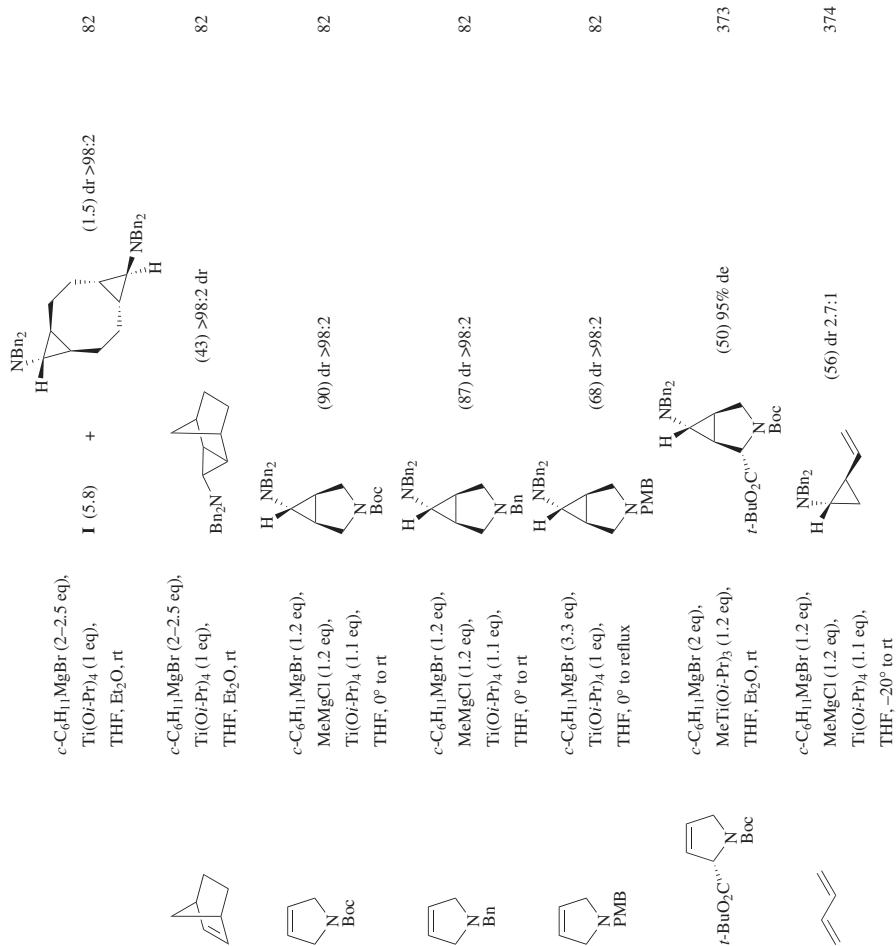 c-C6H11MgBr (2–2.5 eq),
Ti(Oi-Pr)4 (1 eq),
THF, Et2O, rt
I (5.8)
+
NBn2
H
NBn2
H
(1.5) dr >98:2
82
c-C6H11MgBr (2–2.5 eq),
Ti(Oi-Pr)4 (1 eq),
THF, Et2O, rt
Bn2N
(43) >98:2 dr
82
N
Boc
c-C6H11MgBr (1.2 eq),
MeMgCl (1.2 eq),
Ti(Oi-Pr)4 (1.1 eq),
THF, 0° to rt
H
NBn2
N
Boc
(90) dr >98:2
82
N
Bn
c-C6H11MgBr (1.2 eq),
MeMgCl (1.2 eq),
Ti(Oi-Pr)4 (1.1 eq),
THF, 0° to rt
H
NBn2
N
Bn
(87) dr >98:2
82
N
PMB
c-C6H11MgBr (3.3 eq),
Ti(Oi-Pr)4 (1 eq),
THF, 0° to reflux
H
NBn2
N
PMB
(68) dr >98:2
82
t-BuO2C
N
Boc
c-C6H11MgBr (2 eq),
MeTi(Oi-Pr)3 (1.2 eq),
THF, Et2O, rt
H
NBn2
t-BuO2C
N
Boc
(50) 95% de
373
c-C6H11MgBr (1.2 eq),
MeMgCl (1.2 eq),
Ti(Oi-Pr)4 (1.1 eq),
THF, –20° to rt
H
NBn2
(56) dr 2.7:1
374